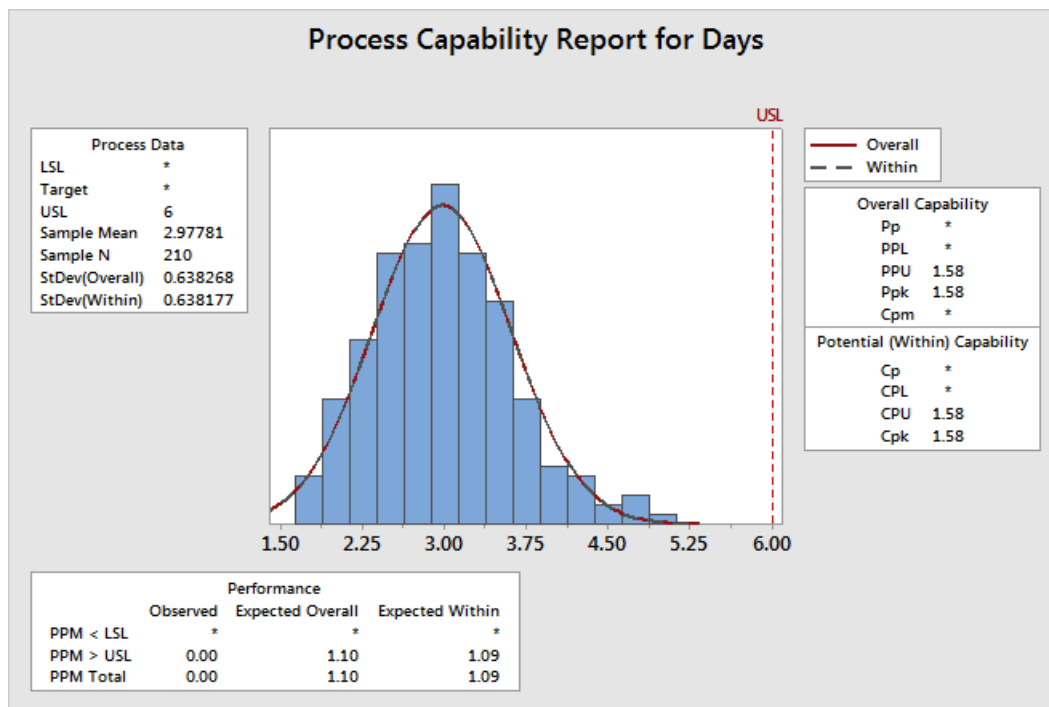 Process Capability Report for Days
USL
Process Data
LSL *
Target *
USL 6
Sample Mean 2.97781
Sample N 210
StDev(Overall) 0.638268
StDev(Within) 0.638177
Overall
Within
Overall Capability
Pp *
PPL *
PPU 1.58
Ppk 1.58
Cpm *
Potential (Within) Capability
Cp *
CPL *
CPU 1.58
Cpk 1.58
1.50 2.25 3.00 3.75 4.50 5.25 6.00
Performance
Observed Expected Overall Expected Within
PPM < LSL * * *
PPM > USL 0.00 1.10 1.09
PPM Total 0.00 1.10 1.09